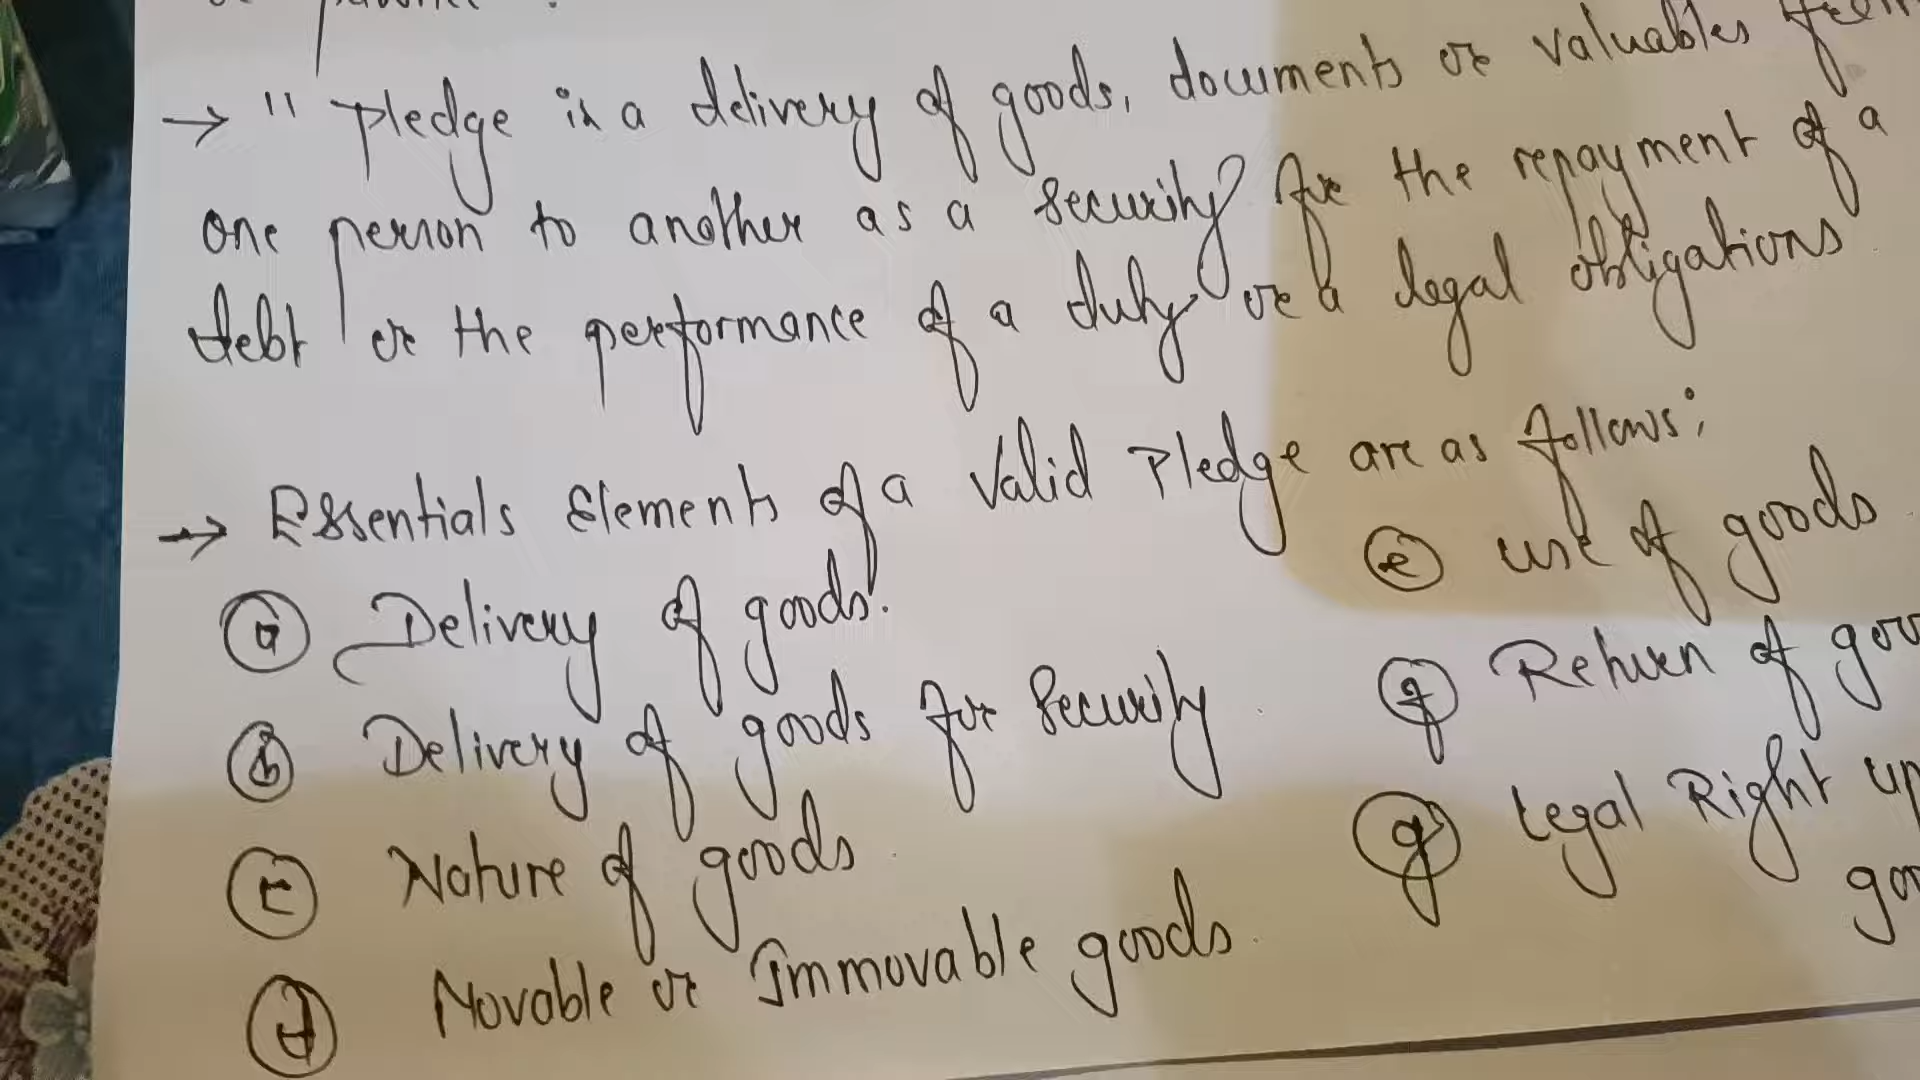 → " Pledge is a delivery of goods, documents or valuables from
one person to another as a security for the repayment of a
debt or the performance of a duty or a legal obligations
→ Essentials Elements of a Valid Pledge are as follows:
(a) Delivery of goods.
(b) Delivery of goods for Security.
(c) Nature of goods.
(d) Movable or Immovable goods.
(e) use of goods.
(f) Return of
(g) legal Right